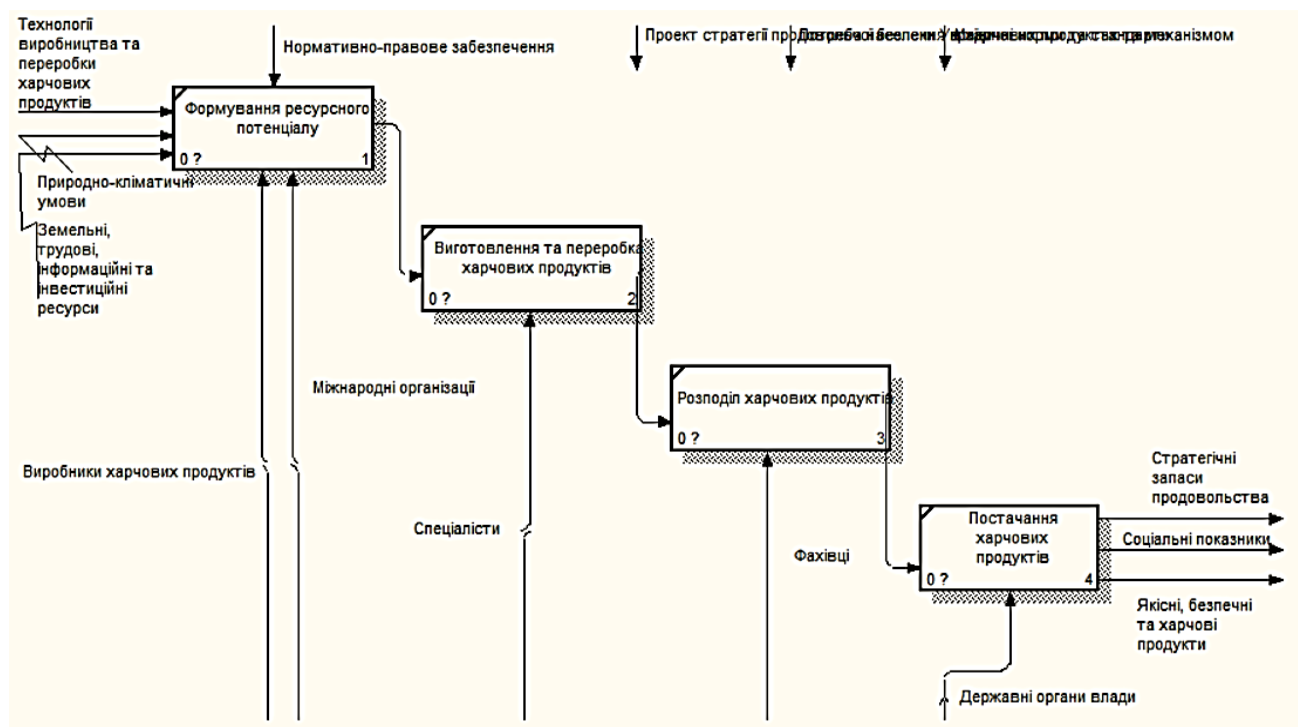 Технології
виробництва та
переробки
харчових
продуктів
Нормативно-правове забезпечення
Проект стратегії
механізмом
Формування ресурсного
потенціалу
0 ?
1
Природно-кліматичні
умови
Земельні,
трудові,
інформаційні та
інвестиційні
ресурси
Виготовлення та переробка
харчових продуктів
0 ?
2
Міжнародні організації
Розподіл харчових продуктів
0 ?
3
Виробники харчових продуктів
Спеціалісти
Фахівці
Стратегічні
запаси
продовольства
Постачання
харчових
продуктів
0 ?
4
Соціальні показники
Якісні, безпечні
та харчові
продукти
Державні органи влади